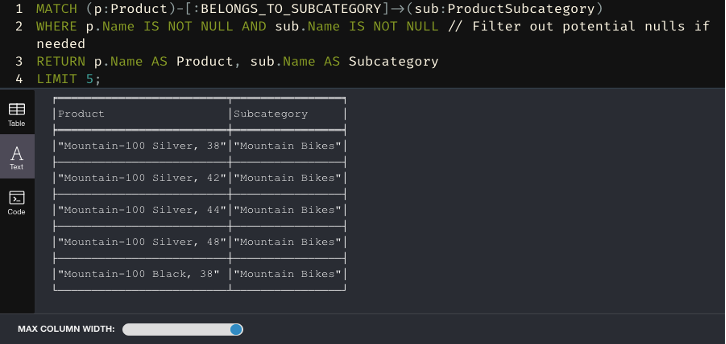 1 MATCH (p:Product)-[:BELONGS_TO_SUBCATEGORY]->(sub:ProductSubcategory)
2 WHERE p.Name IS NOT NULL AND sub.Name IS NOT NULL // Filter out potential nulls if
needed
3 RETURN p.Name AS Product, sub.Name AS Subcategory
4 LIMIT 5;
Table
Text
Code
Product Subcategory
"Mountain-100 Silver, 38" "Mountain Bikes"
"Mountain-100 Silver, 42" "Mountain Bikes"
"Mountain-100 Silver, 44" "Mountain Bikes"
"Mountain-100 Silver, 48" "Mountain Bikes"
"Mountain-100 Black, 38" "Mountain Bikes"
MAX COLUMN WIDTH: